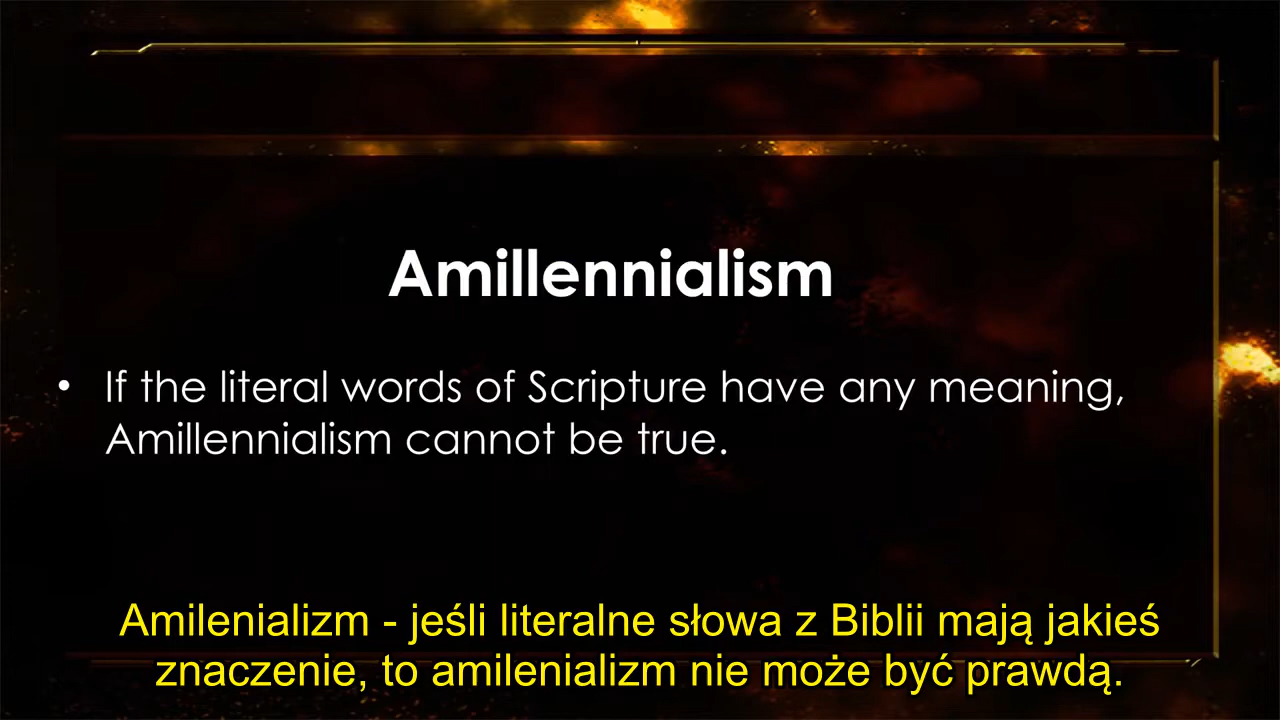 Amillennialism
• If the literal words of Scripture have any meaning,
Amillennialism cannot be true.
Amilenializm - jeśli literalne słowa z Biblii mają jakieś
znaczenie, to amilenializm nie może być prawdą.